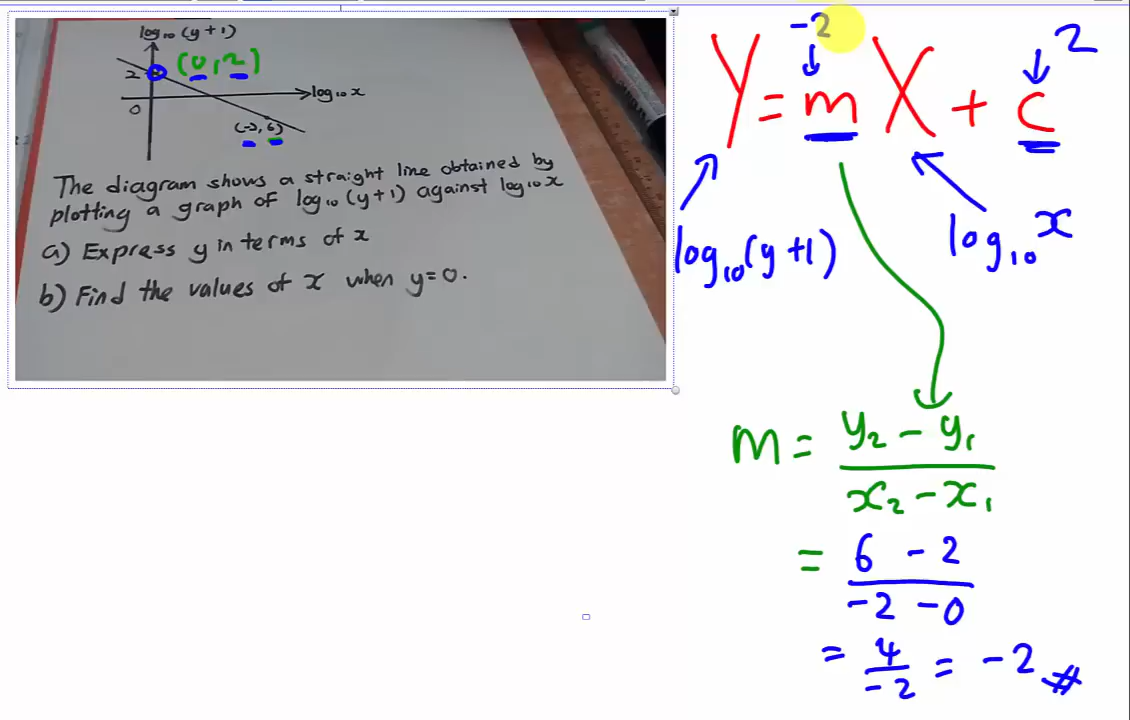 log10 (y+1)
(0, 2)
2
log10 x
0
(-2, 6)
The diagram shows a straight line obtained by
plotting a graph of log10 (y+1) against log10 x
a) Express y in terms of x
b) Find the values of x when y=0.
-2
2
Y = m X + c
log10 (y+1)
log10 x
m = y2 - y1
x2 - x1
= 6 - 2
-2 - 0
= 4 = -2 #
-2